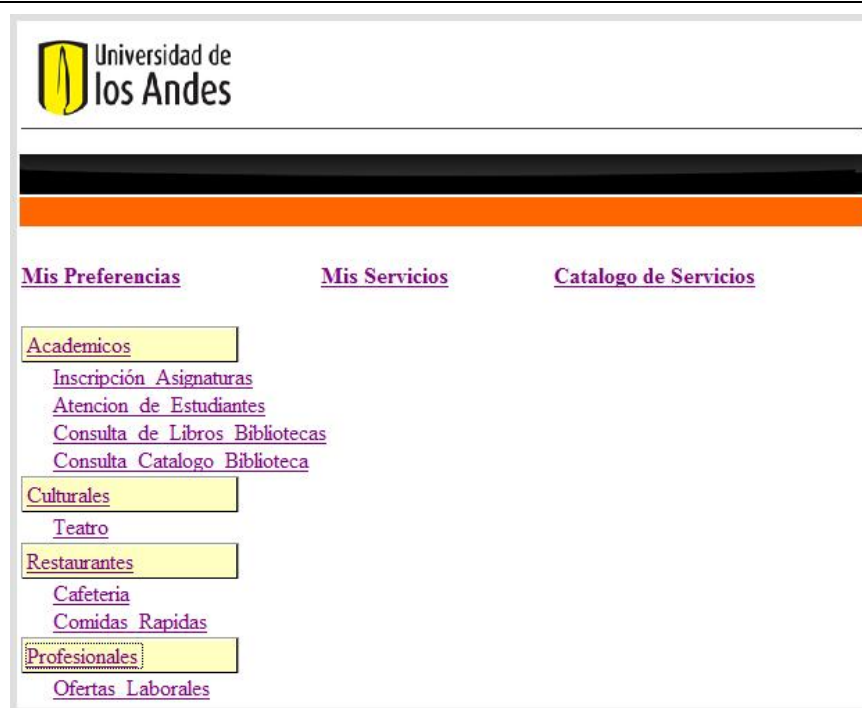 Universidad de
los Andes
Mis Preferencias Mis Servicios Catalogo de Servicios
Academicos
Inscripción Asignaturas
Atencion de Estudiantes
Consulta de Libros Bibliotecas
Consulta Catalogo Biblioteca
Culturales
Teatro
Restaurantes
Cafeteria
Comidas Rapidas
Profesionales
Ofertas Laborales